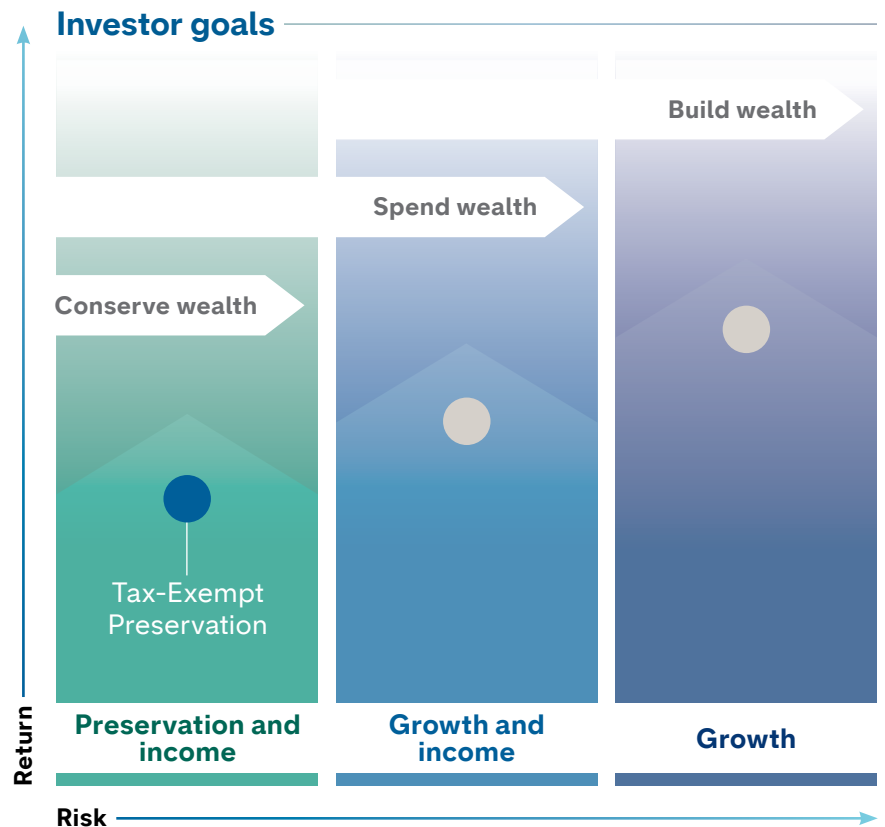 Investor goals
Build wealth
Spend wealth
Conserve wealth
Tax-Exempt
Preservation
Preservation and
income
Growth and
income
Growth
Return
Risk